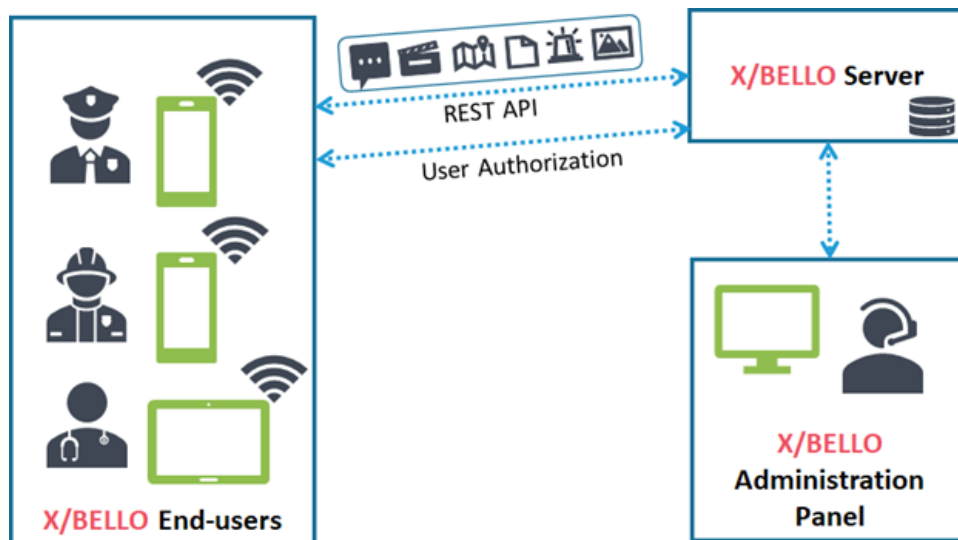 REST API
User Authorization
X/BELLO Server
X/BELLO End-users
X/BELLO
Administration
Panel